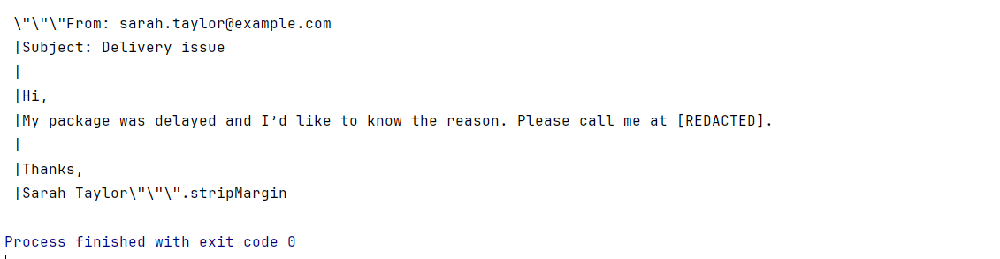 \"\"\"From: sarah.taylor@example.com
|Subject: Delivery issue
|
|Hi,
|My package was delayed and I’d like to know the reason. Please call me at [REDACTED].
|
|Thanks,
|Sarah Taylor\"\"\".stripMargin
Process finished with exit code 0